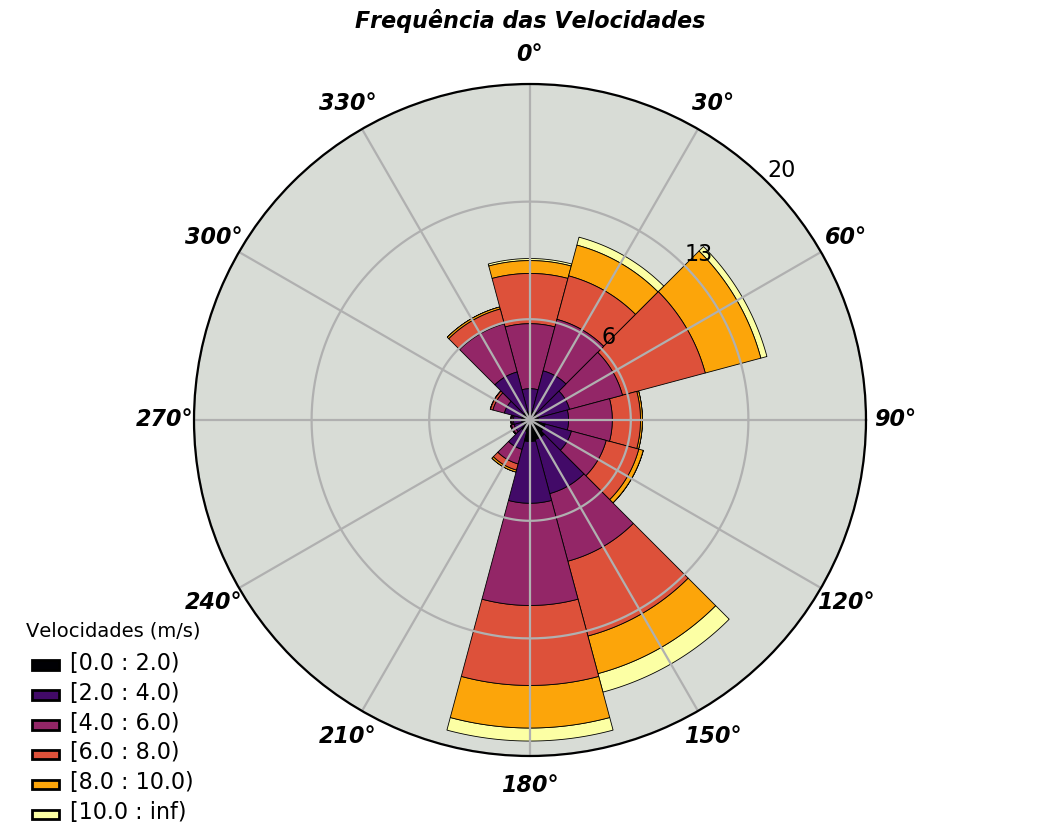 Frequência das Velocidades
0°
330°
30°
20
300°
60°
13
6
270°
90°
240°
120°
210°
150°
180°
Velocidades (m/s)
[0.0 : 2.0)
[2.0 : 4.0)
[4.0 : 6.0)
[6.0 : 8.0)
[8.0 : 10.0)
[10.0 : inf)